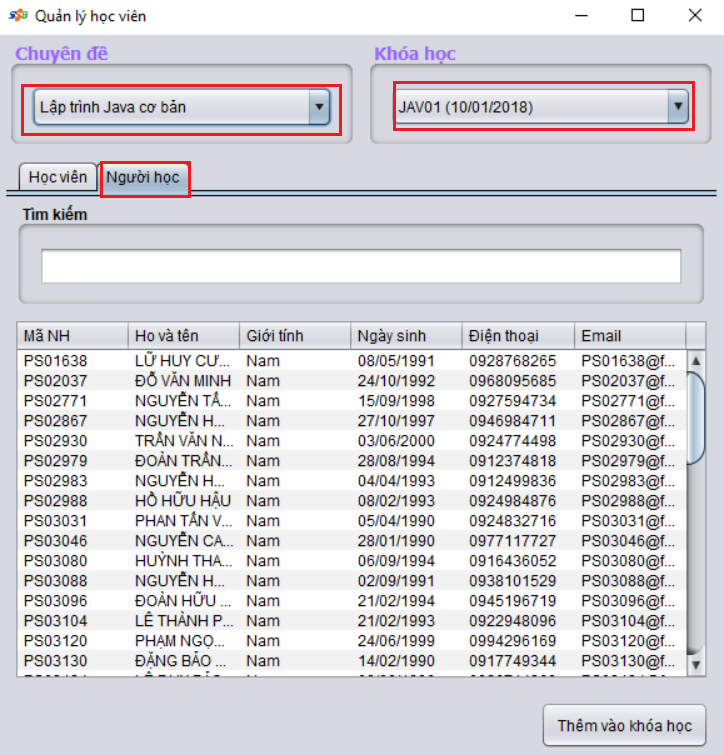 Quản lý học viên
Chuyên đề Khóa học
Lập trình Java cơ bản JAV01 (10/01/2018)
Học viên Người học
Tìm kiếm
Mã NH Họ và tên Giới tính Ngày sinh Điện thoại Email
PS01638 LỮ HUY CƯ... Nam 08/05/1991 0928768265 PS01638@f...
PS02037 ĐỖ VĂN MINH Nam 24/10/1992 0968095685 PS02037@f...
PS02771 NGUYỄN TẤ... Nam 15/09/1998 0927594734 PS02771@f...
PS02867 NGUYỄN H... Nam 27/10/1997 0946984711 PS02867@f...
PS02930 TRẦN VĂN N... Nam 03/06/2000 0924774498 PS02930@f...
PS02979 ĐOÀN TRẦN... Nam 28/08/1994 0912374818 PS02979@f...
PS02983 NGUYỄN H... Nam 04/04/1993 0912499836 PS02983@f...
PS02988 HỒ HỮU HẬU Nam 08/02/1993 0924984876 PS02988@f...
PS03031 PHAN TẤN V... Nam 05/04/1990 0924832716 PS03031@f...
PS03046 NGUYỄN CA... Nam 28/01/1990 0977117727 PS03046@f...
PS03080 HUỲNH THA... Nam 06/09/1994 0916436052 PS03080@f...
PS03088 NGUYỄN H... Nam 02/09/1991 0938101529 PS03088@f...
PS03096 ĐOÀN HỮU ... Nam 21/02/1994 0945196719 PS03096@f...
PS03104 LÊ THÀNH P... Nam 21/02/1993 0922948096 PS03104@f...
PS03120 PHẠM NGỌ... Nam 24/06/1999 0994296169 PS03120@f...
PS03130 ĐẶNG BẢO ... Nam 14/02/1990 0917749344 PS03130@f...
Thêm vào khóa học